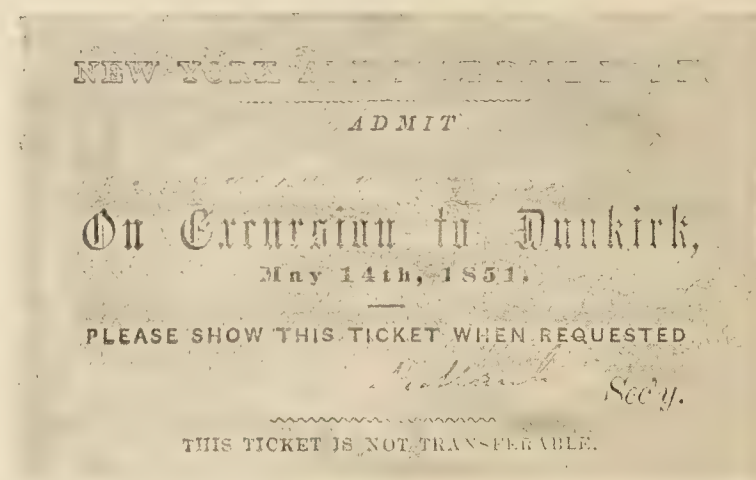 NEW YORK
ADMIT
On Excursion to Dunkirk,
May 14th, 1851.
PLEASE SHOW THIS TICKET WHEN REQUESTED
Sec'y.
THIS TICKET IS NOT TRANSFERABLE.